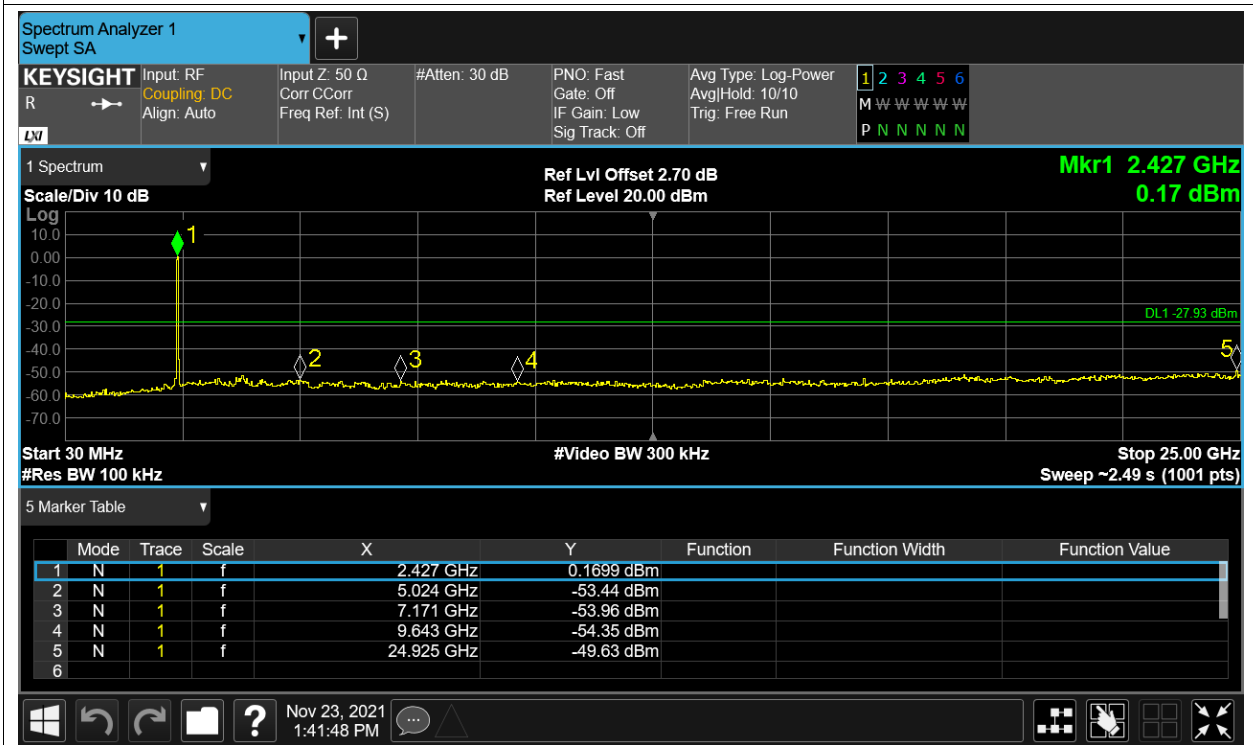 Spectrum Analyzer 1
Swept SA
KEYSIGHT
R
LXI
Input: RF
Coupling: DC
Align: Auto
Input Z: 50 Ω
Corr CCorr
Freq Ref: Int (S)
#Atten: 30 dB
PNO: Fast
Gate: Off
IF Gain: Low
Sig Track: Off
Avg Type: Log-Power
Avg|Hold: 10/10
Trig: Free Run
1 2 3 4 5 6
M W W W W W
P N N N N N
1 Spectrum
Scale/Div 10 dB
Ref Lvl Offset 2.70 dB
Ref Level 20.00 dBm
Mkr1 2.427 GHz
0.17 dBm
Log
10.0
0.00
-10.0
-20.0
-30.0
-40.0
-50.0
-60.0
-70.0
1
2
3
4
5
DL1 -27.93 dBm
Start 30 MHz
#Video BW 300 kHz
Stop 25.00 GHz
#Res BW 100 kHz
Sweep ~2.49 s (1001 pts)
5 Marker Table
Mode Trace Scale X Y Function Function Width Function Value
1 N 1 f 2.427 GHz 0.1699 dBm
2 N 1 f 5.024 GHz -53.44 dBm
3 N 1 f 7.171 GHz -53.96 dBm
4 N 1 f 9.643 GHz -54.35 dBm
5 N 1 f 24.925 GHz -49.63 dBm
6
?
Nov 23, 2021
1:41:48 PM